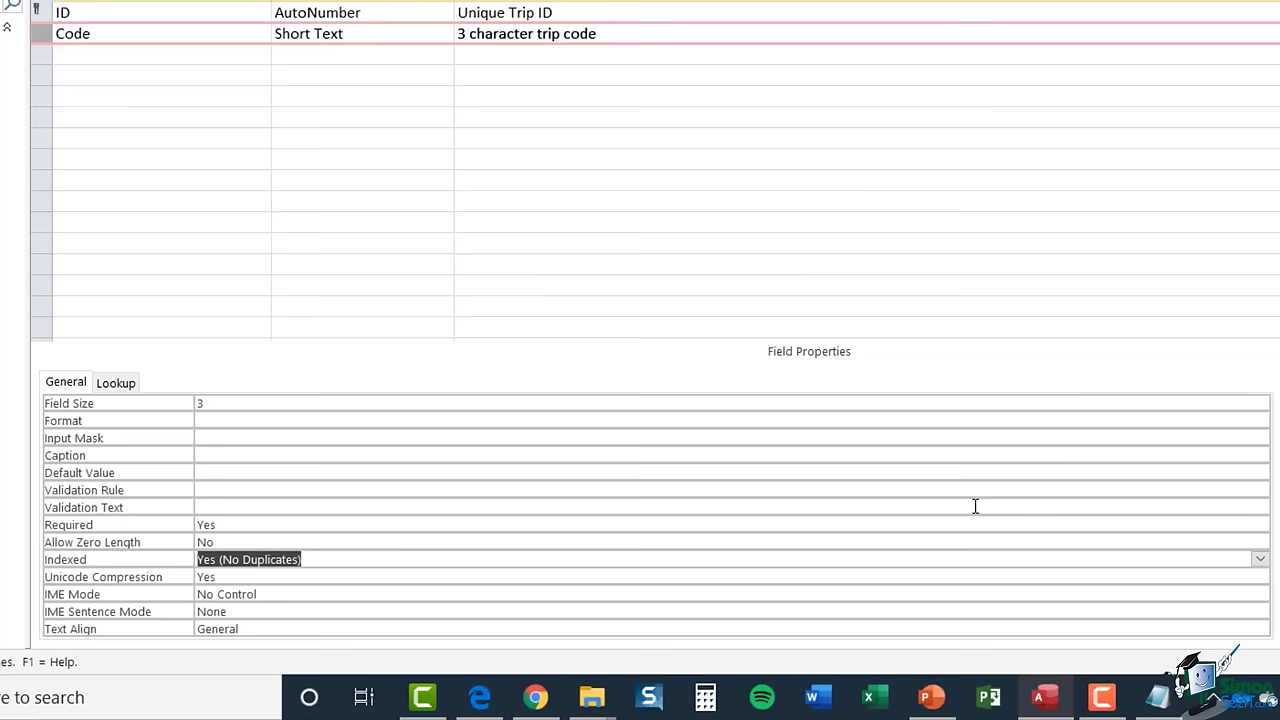 ID AutoNumber Unique Trip ID
Code Short Text 3 character trip code
Field Properties
General Lookup
Field Size 3
Format
Input Mask
Caption
Default Value
Validation Rule
Validation Text
Required Yes
Allow Zero Length No
Indexed Yes (No Duplicates)
Unicode Compression Yes
IME Mode No Control
IME Sentence Mode None
Text Align General
es. F1 = Help.
e to search